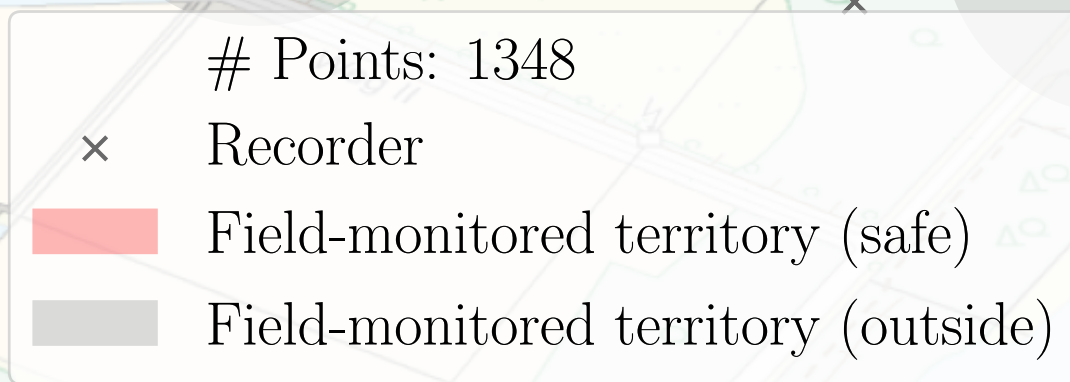 # Points: 1348
Recorder
Field-monitored territory (safe)
Field-monitored territory (outside)